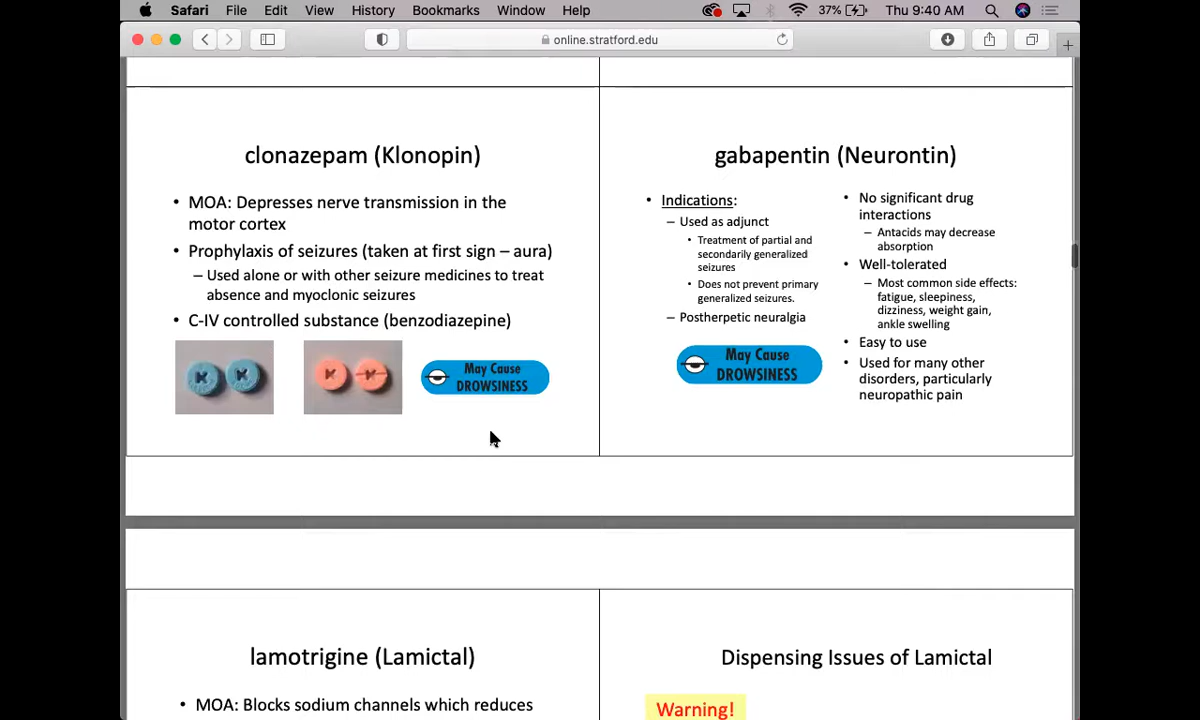 Safari File Edit View History Bookmarks Window Help 37% Thu 9:40 AM
online.stratford.edu
clonazepam (Klonopin)
• MOA: Depresses nerve transmission in the
motor cortex
• Prophylaxis of seizures (taken at first sign – aura)
– Used alone or with other seizure medicines to treat
absence and myoclonic seizures
• C-IV controlled substance (benzodiazepine)
K K
K K
May Cause
DROWSINESS
gabapentin (Neurontin)
• Indications:
– Used as adjunct
• Treatment of partial and
secondarily generalized
seizures
• Does not prevent primary
generalized seizures.
– Postherpetic neuralgia
May Cause
DROWSINESS
• No significant drug
interactions
– Antacids may decrease
absorption
• Well-tolerated
– Most common side effects:
fatigue, sleepiness,
dizziness, weight gain,
ankle swelling
• Easy to use
• Used for many other
disorders, particularly
neuropathic pain
lamotrigine (Lamictal)
• MOA: Blocks sodium channels which reduces
Dispensing Issues of Lamictal
Warning!